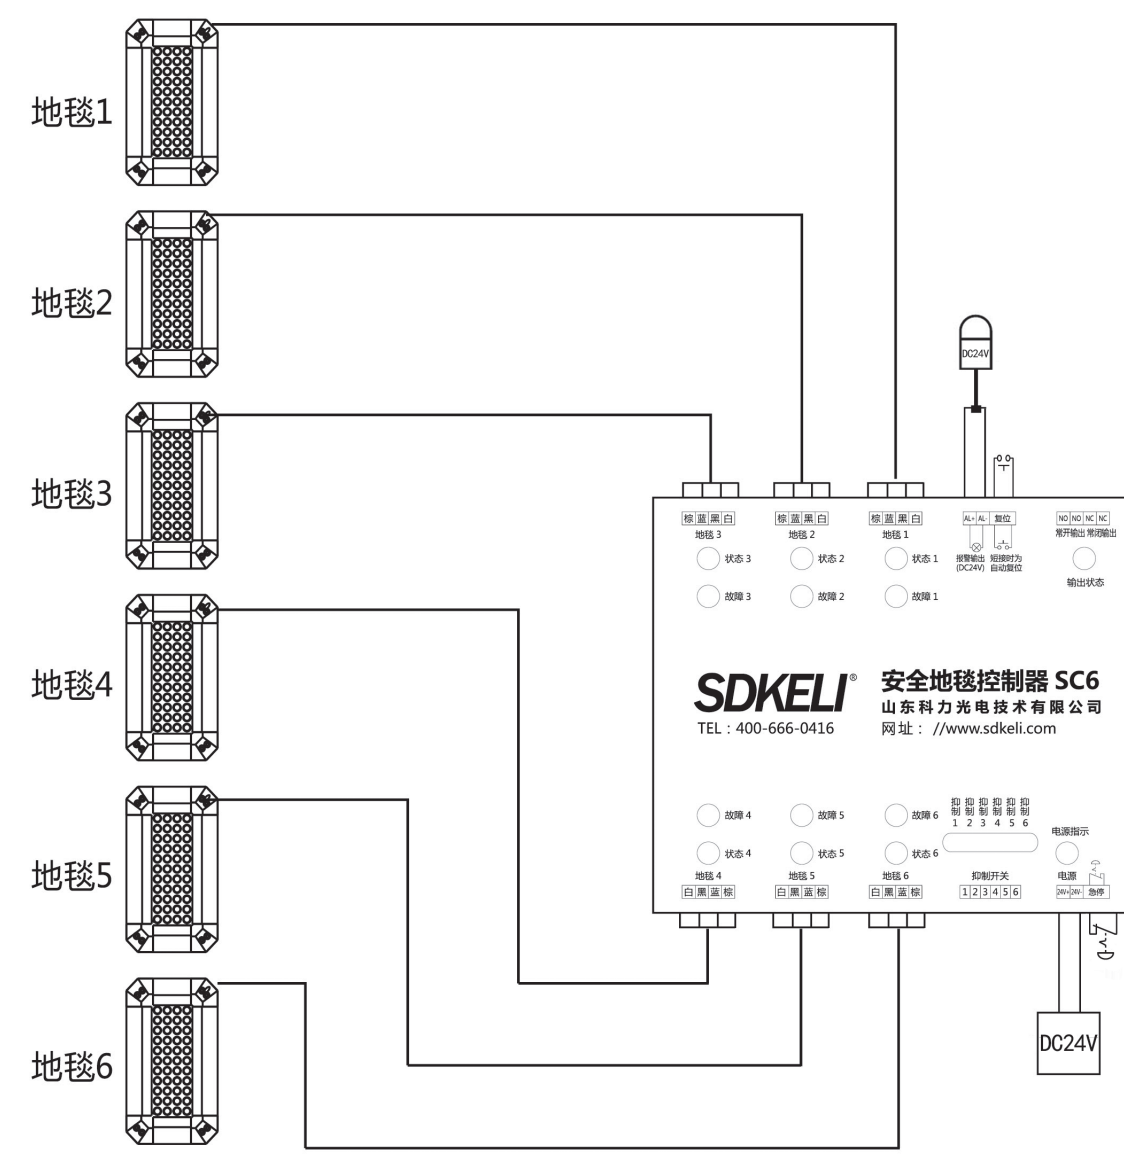 地毯1
地毯2
地毯3
地毯4
地毯5
地毯6
DC24V
棕 蓝 黑 白
地毯 3
状态 3
故障 3
棕 蓝 黑 白
地毯 2
状态 2
故障 2
棕 蓝 黑 白
地毯 1
状态 1
故障 1
AL+ AL- 复位
报警输出 短接时为
(DC24V) 自动复位
NO NO NC NC
常开输出 常闭输出
输出状态
SDKELI®
TEL：400-666-0416
安全地毯控制器 SC6
山东科力光电技术有限公司
网址： //www.sdkeli.com
故障 4
状态 4
地毯 4
白 黑 蓝 棕
故障 5
状态 5
地毯 5
白 黑 蓝 棕
故障 6
状态 6
地毯 6
白 黑 蓝 棕
抑制1 抑制2 抑制3 抑制4 抑制5 抑制6
抑制开关
1 2 3 4 5 6
电源指示
电源
24V+ 24V- 急停
DC24V